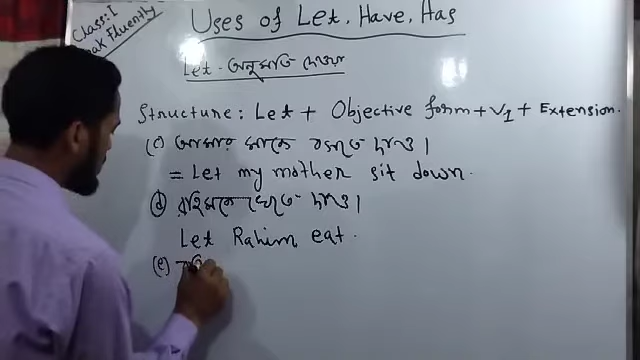 Class: I
Speak Fluently
Uses of Let, Have, Has
Let - অনুমতি দেওয়া
Structure: Let + Objective form + V1 + Extension.
(c) আমার মাকে বসতে দাও।
= Let my mother sit down.
(d) রহিমকে খেতে দাও।
Let Rahim eat.
(e)